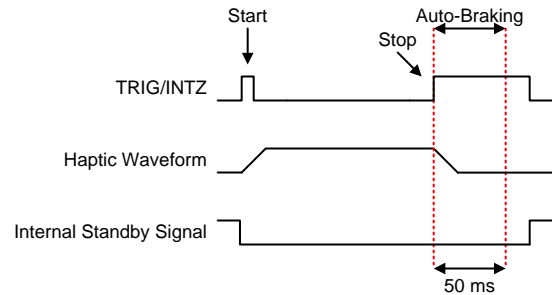 Start
Auto-Braking
Stop
TRIG/INTZ
Haptic Waveform
Internal Standby Signal
50 ms